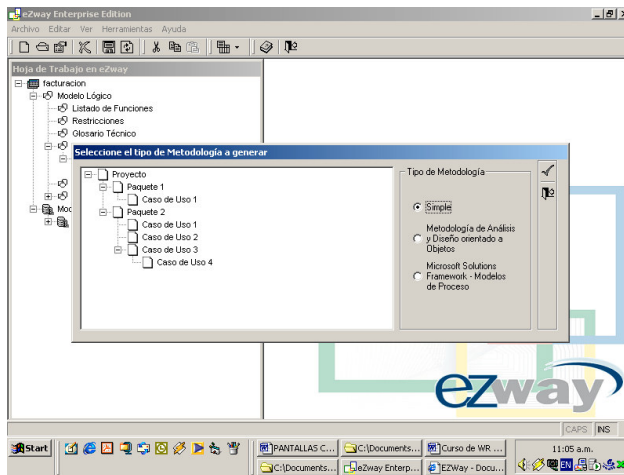 eZway Enterprise Edition
Archivo Editar Ver Herramientas Ayuda
Hoja de Trabajo en eZway
facturacion
Modelo Lógico
Listado de Funciones
Restricciones
Glosario Técnico
Seleccione el tipo de Metodología a generar
Proyecto
Paquete 1
Caso de Uso 1
Paquete 2
Caso de Uso 1
Caso de Uso 2
Caso de Uso 3
Caso de Uso 4
Tipo de Metodología
Simple
Metodología de Análisis
y Diseño orientado a
Objetos
Microsoft Solutions
Framework - Modelos
de Proceso
Moc
ezway
CAPS INS
Start
PANTALLAS C...
C:\Documents...
Curso de WR ...
11:05 a.m.
C:\Documents...
eZway Enterp...
EZWay - Docu...
EN